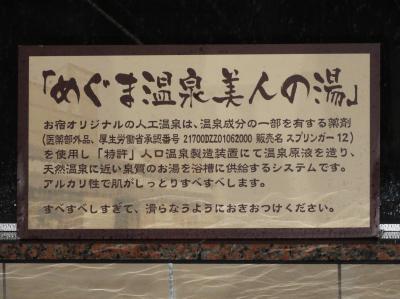 「めぐま温泉美人の湯」
お宿オリジナルの人工温泉は、温泉成分の一部を有する薬剤
(医薬部外品、厚生労働省承認番号 21700DZZ01062000 販売名 スプリンガー12)
を使用し「特許」人口温泉製造装置にて温泉原液を造り、
天然温泉に近い泉質のお湯を浴槽に供給するシステムです。
アルカリ性で肌がしっとりすべすべします。
すべすべしすぎて、滑らなうようにおきおつけください。